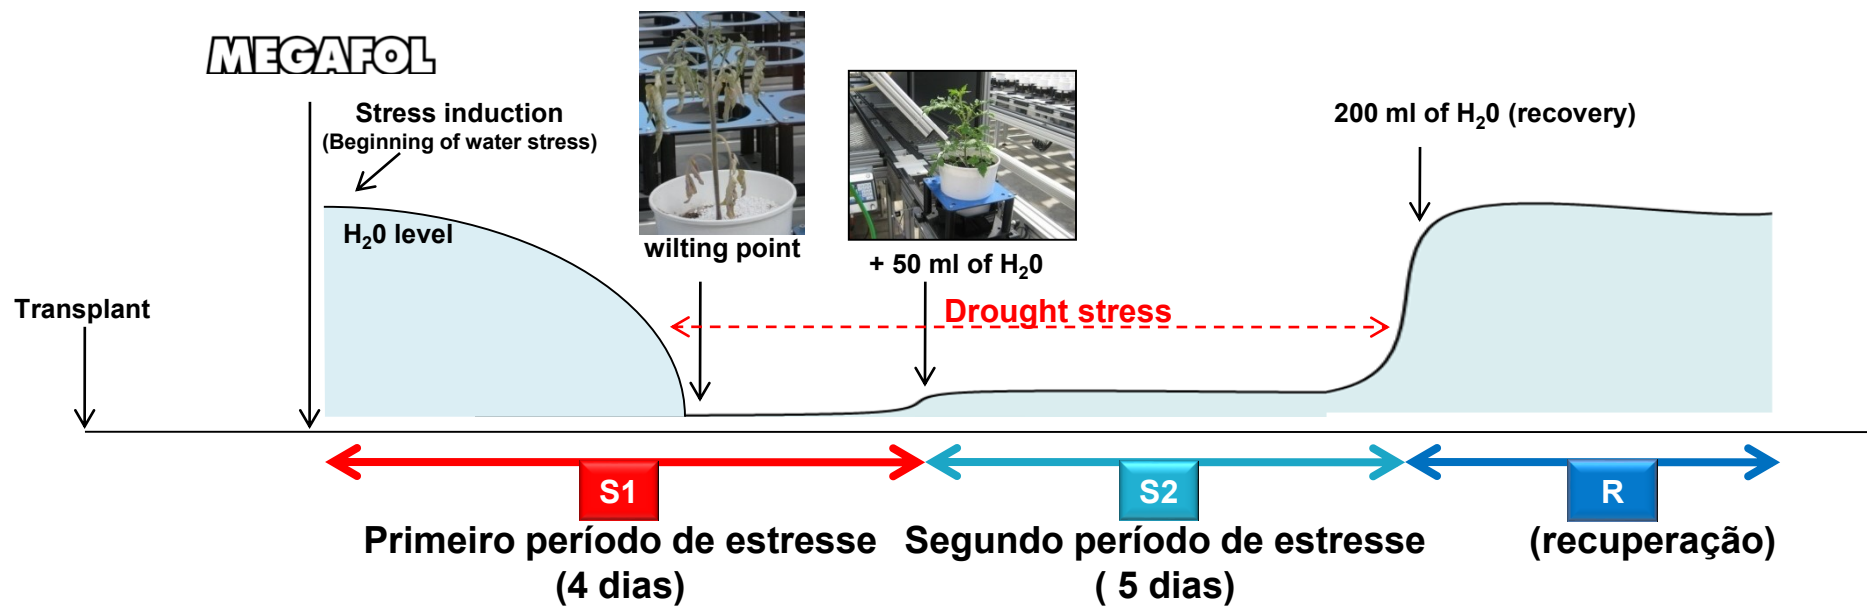 MEGAFOL
Stress induction
(Beginning of water stress)
H₂0 level
wilting point
+ 50 ml of H₂0
200 ml of H₂0 (recovery)
Transplant
Drought stress
S1
S2
R
Primeiro período de estresse
(4 dias)
Segundo período de estresse
( 5 dias)
(recuperação)